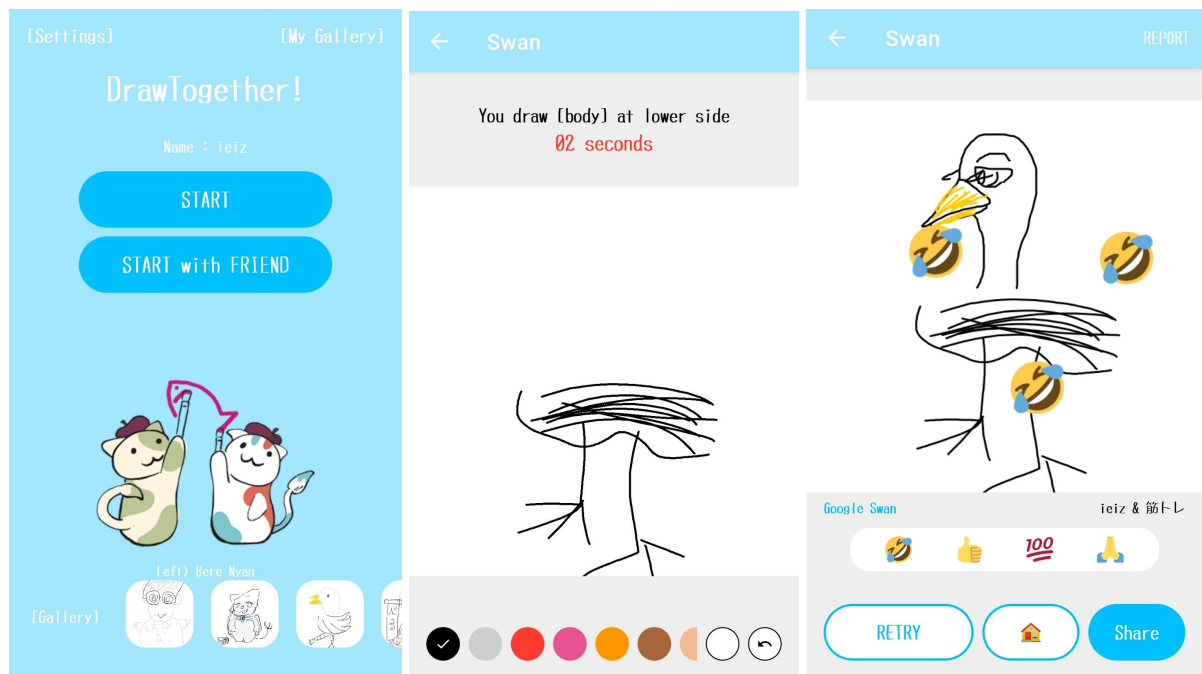 [Settings] [My Gallery]
DrawTogether!
Name : ieiz
START
START with FRIEND
Left) Bere Nyan
[Gallery]
Swan
You draw [body] at lower side
02 seconds
Swan REPORT
Google Swan ieiz & 筋トレ
100
RETRY Share